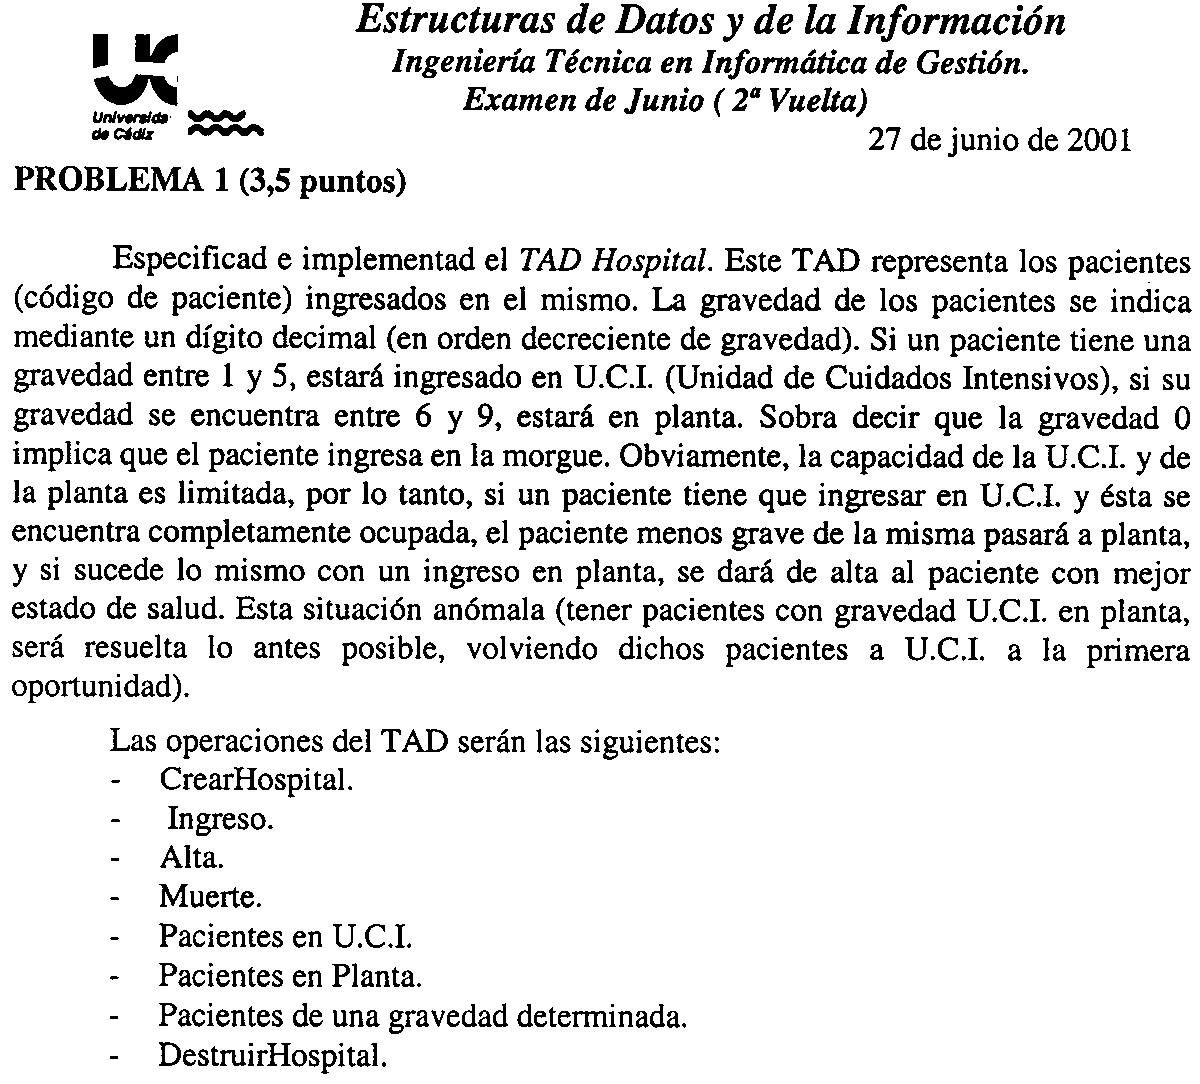 Estructuras de Datos y de la Información
Ingeniería Técnica en Informática de Gestión.
Examen de Junio ( 2ª Vuelta)
Universida
de Cádiz
27 de junio de 2001
PROBLEMA 1 (3,5 puntos)
Especificad e implementad el TAD Hospital. Este TAD representa los pacientes
(código de paciente) ingresados en el mismo. La gravedad de los pacientes se indica
mediante un dígito decimal (en orden decreciente de gravedad). Si un paciente tiene una
gravedad entre 1 y 5, estará ingresado en U.C.I. (Unidad de Cuidados Intensivos), si su
gravedad se encuentra entre 6 y 9, estará en planta. Sobra decir que la gravedad 0
implica que el paciente ingresa en la morgue. Obviamente, la capacidad de la U.C.I. y de
la planta es limitada, por lo tanto, si un paciente tiene que ingresar en U.C.I. y ésta se
encuentra completamente ocupada, el paciente menos grave de la misma pasará a planta,
y si sucede lo mismo con un ingreso en planta, se dará de alta al paciente con mejor
estado de salud. Esta situación anómala (tener pacientes con gravedad U.C.I. en planta,
será resuelta lo antes posible, volviendo dichos pacientes a U.C.I. a la primera
oportunidad).
Las operaciones del TAD serán las siguientes:
- CrearHospital.
- Ingreso.
- Alta.
- Muerte.
- Pacientes en U.C.I.
- Pacientes en Planta.
- Pacientes de una gravedad determinada.
- DestruirHospital.